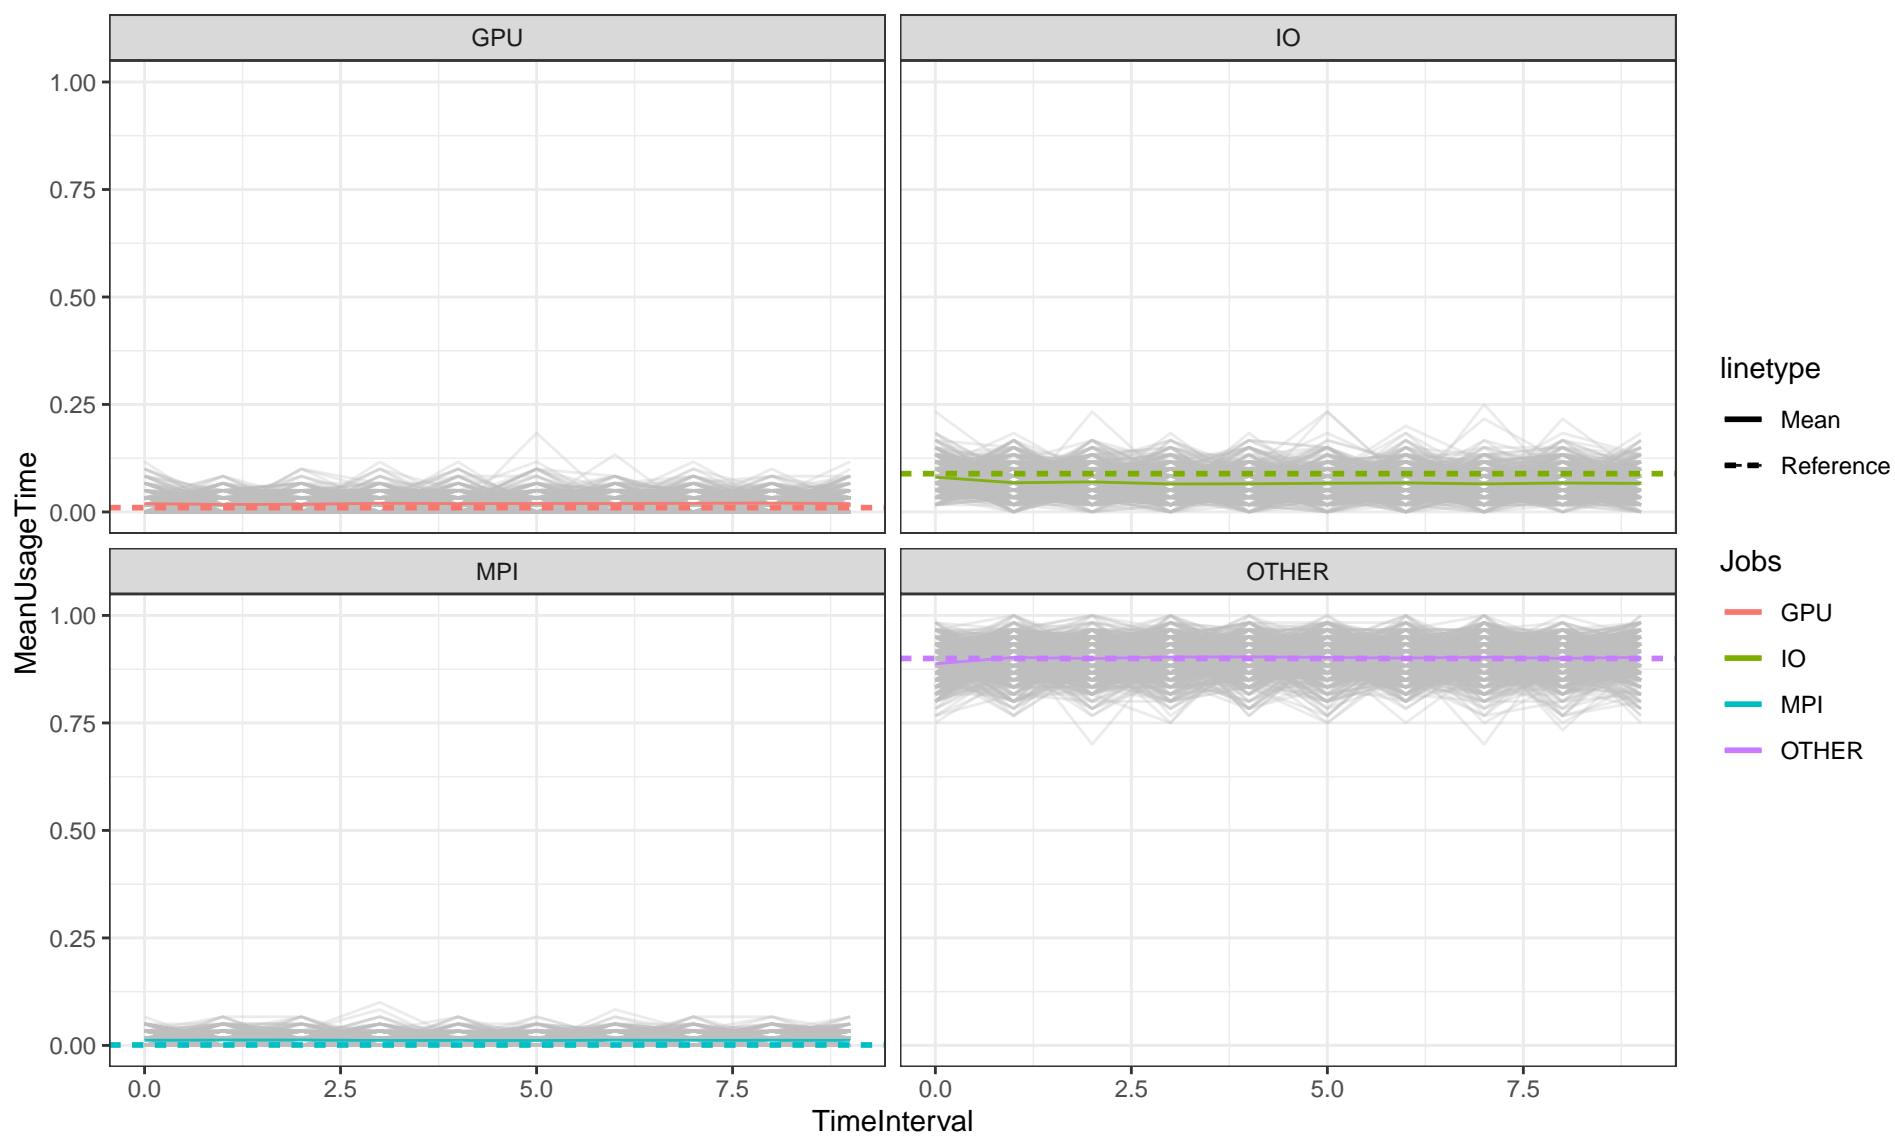 GPU
IO
1.00
0.75
0.50
0.25
0.00
MPI
OTHER
1.00
0.75
0.50
0.25
0.00
0.0 2.5 5.0 7.5
0.0 2.5 5.0 7.5
TimeInterval
MeanUsageTime
linetype
Mean
Reference
Jobs
GPU
IO
MPI
OTHER